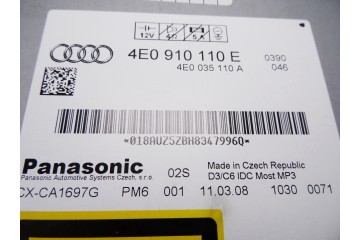 12V
4E0 910 110 E 0390
4E0 035 110 A 046
*018AUZ5ZBH8347996Q*
Panasonic 02S Made in Czech Republic
Panasonic Automotive Systems Czech, s.r.o. D3/C6 IDC Most MP3
CX-CA1697G PM6 001 11.03.08 1030 0071